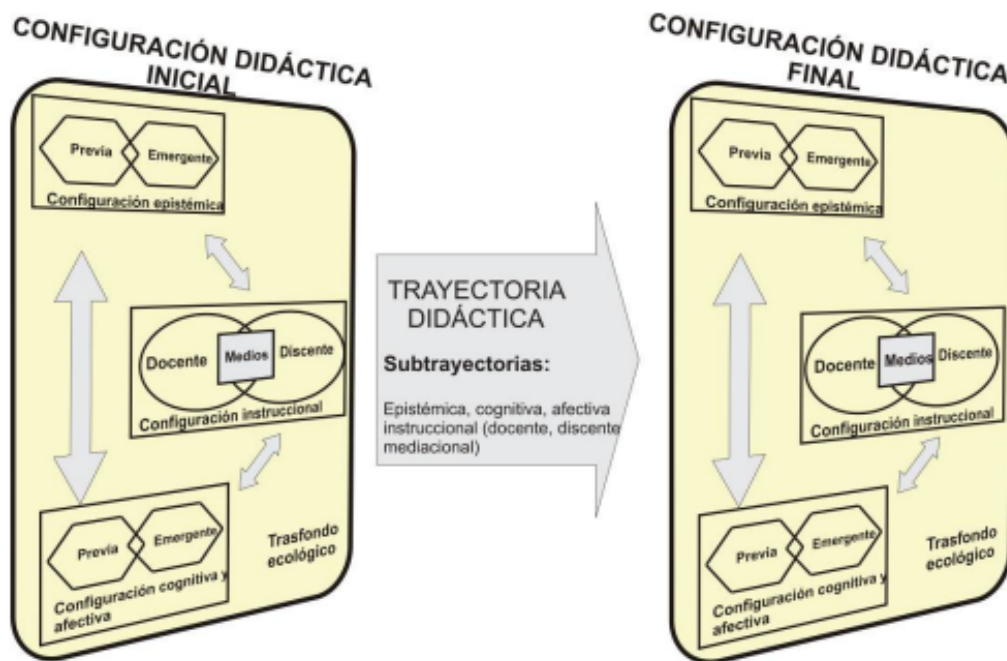 CONFIGURACIÓN DIDÁCTICA
INICIAL
Previa
Emergente
Configuración epistémica
Docente
Medios
Discente
Configuración instruccional
Previa
Emergente
Configuración cognitiva y
afectiva
Trasfondo
ecológico
TRAYECTORIA
DIDÁCTICA
Subtrayectorias:
Epistémica, cognitiva, afectiva
instruccional (docente, discente
mediacional)
CONFIGURACIÓN DIDÁCTICA
FINAL
Previa
Emergente
Configuración epistémica
Docente
Medios
Discente
Configuración instruccional
Previa
Emergente
Configuración cognitiva y
afectiva
Trasfondo
ecológico